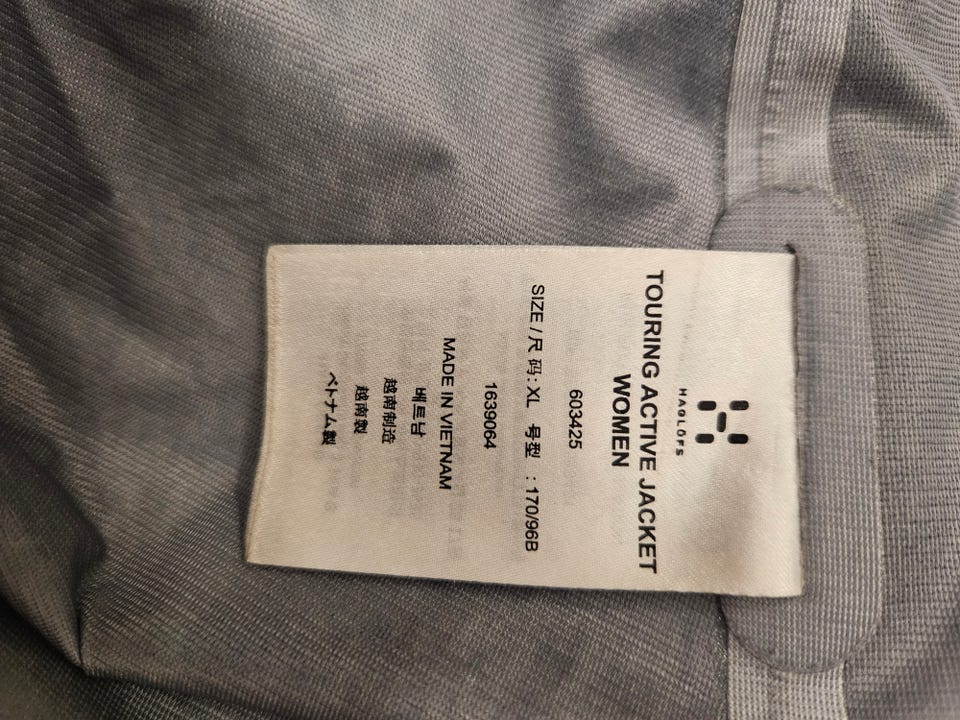 HAGLÖFS
TOURING ACTIVE JACKET
WOMEN
603425
SIZE / 尺 码: XL 号型 : 170/96B
1639064
MADE IN VIETNAM
베트남
越南制造
越南製
ベトナム製